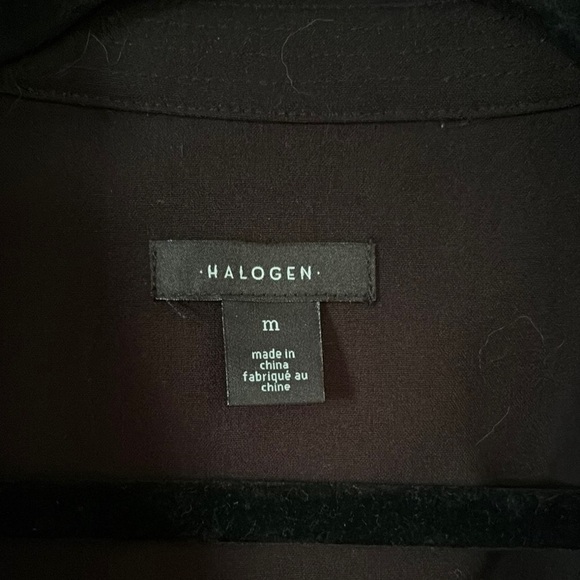 ·HALOGEN·
m
made in
china
fabriqué au
chine